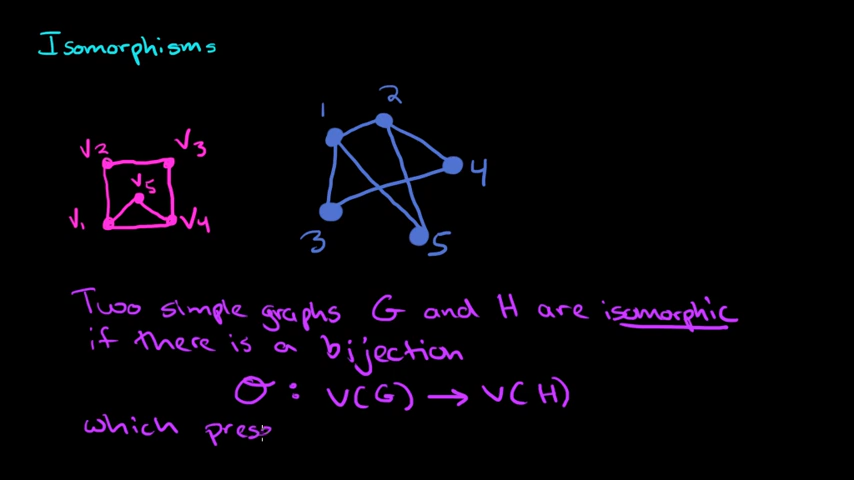 Isomorphisms
1 2
V2 V3
V5
V1 V4
4
3 5
Two simple graphs G and H are isomorphic
if there is a bijection
θ : V(G) → V(H)
which pres